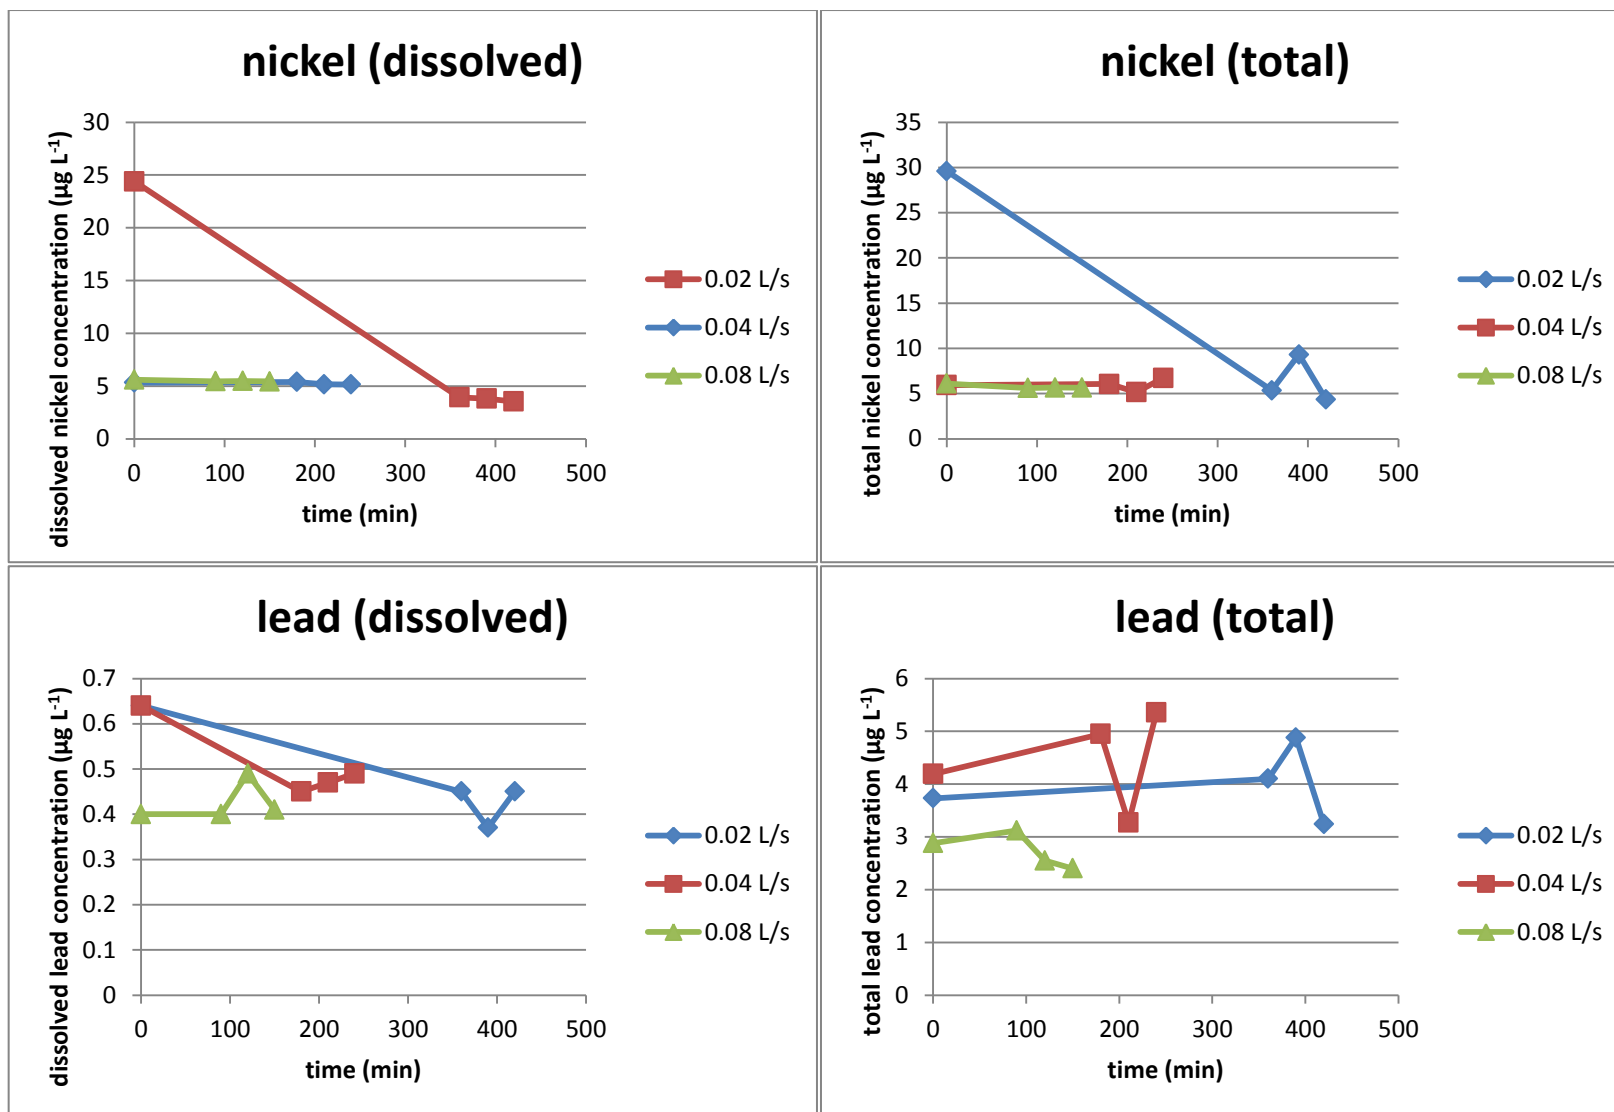 nickel (dissolved)
dissolved nickel concentration (µg L-1)
30
25
20
15
10
5
0
0 100 200 300 400 500
time (min)
0.02 L/s
0.04 L/s
0.08 L/s
nickel (total)
total nickel concentration (µg L-1)
35
30
25
20
15
10
5
0
0 100 200 300 400 500
time (min)
0.02 L/s
0.04 L/s
0.08 L/s
lead (dissolved)
dissolved lead concentration (µg L-1)
0.7
0.6
0.5
0.4
0.3
0.2
0.1
0
0 100 200 300 400 500
time (min)
0.02 L/s
0.04 L/s
0.08 L/s
lead (total)
total lead concentration (µg L-1)
6
5
4
3
2
1
0
0 100 200 300 400 500
time (min)
0.02 L/s
0.04 L/s
0.08 L/s